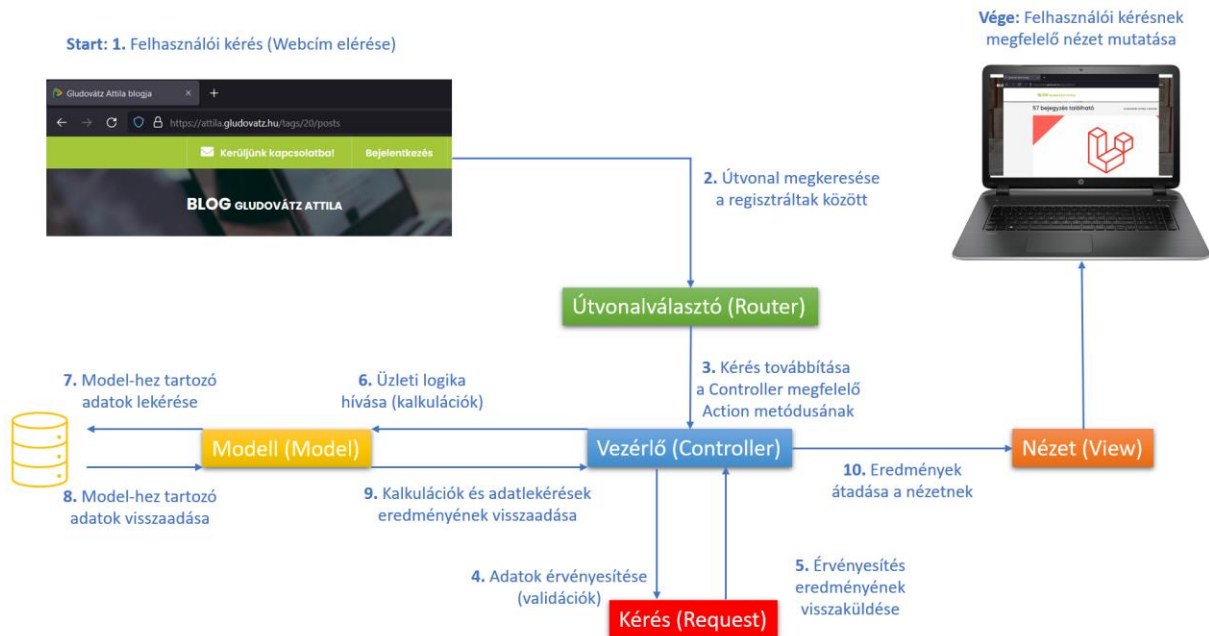 Start: 1. Felhasználói kérés (Webcím elérése)
Vége: Felhasználói kérésnek
megfelelő nézet mutatása
Gludovátz Attila blogja
https://attila.gludovatz.hu/tags/20/posts
Kerüljünk kapcsolatba! Bejelentkezés
BLOG GLUDOVÁTZ ATTILA
57 bejegyzés található
2. Útvonal megkeresése
a regisztráltak között
Útvonalválasztó (Router)
3. Kérés továbbítása
a Controller megfelelő
Action metódusának
7. Model-hez tartozó
adatok lekérése
6. Üzleti logika
hívása (kalkulációk)
Modell (Model)
Vezérlő (Controller)
Nézet (View)
8. Model-hez tartozó
adatok visszaadása
9. Kalkulációk és adatlekérések
eredményének visszaadása
10. Eredmények
átadása a nézetnek
4. Adatok érvényesítése
(validációk)
5. Érvényesítés
eredményének
visszaküldése
Kérés (Request)